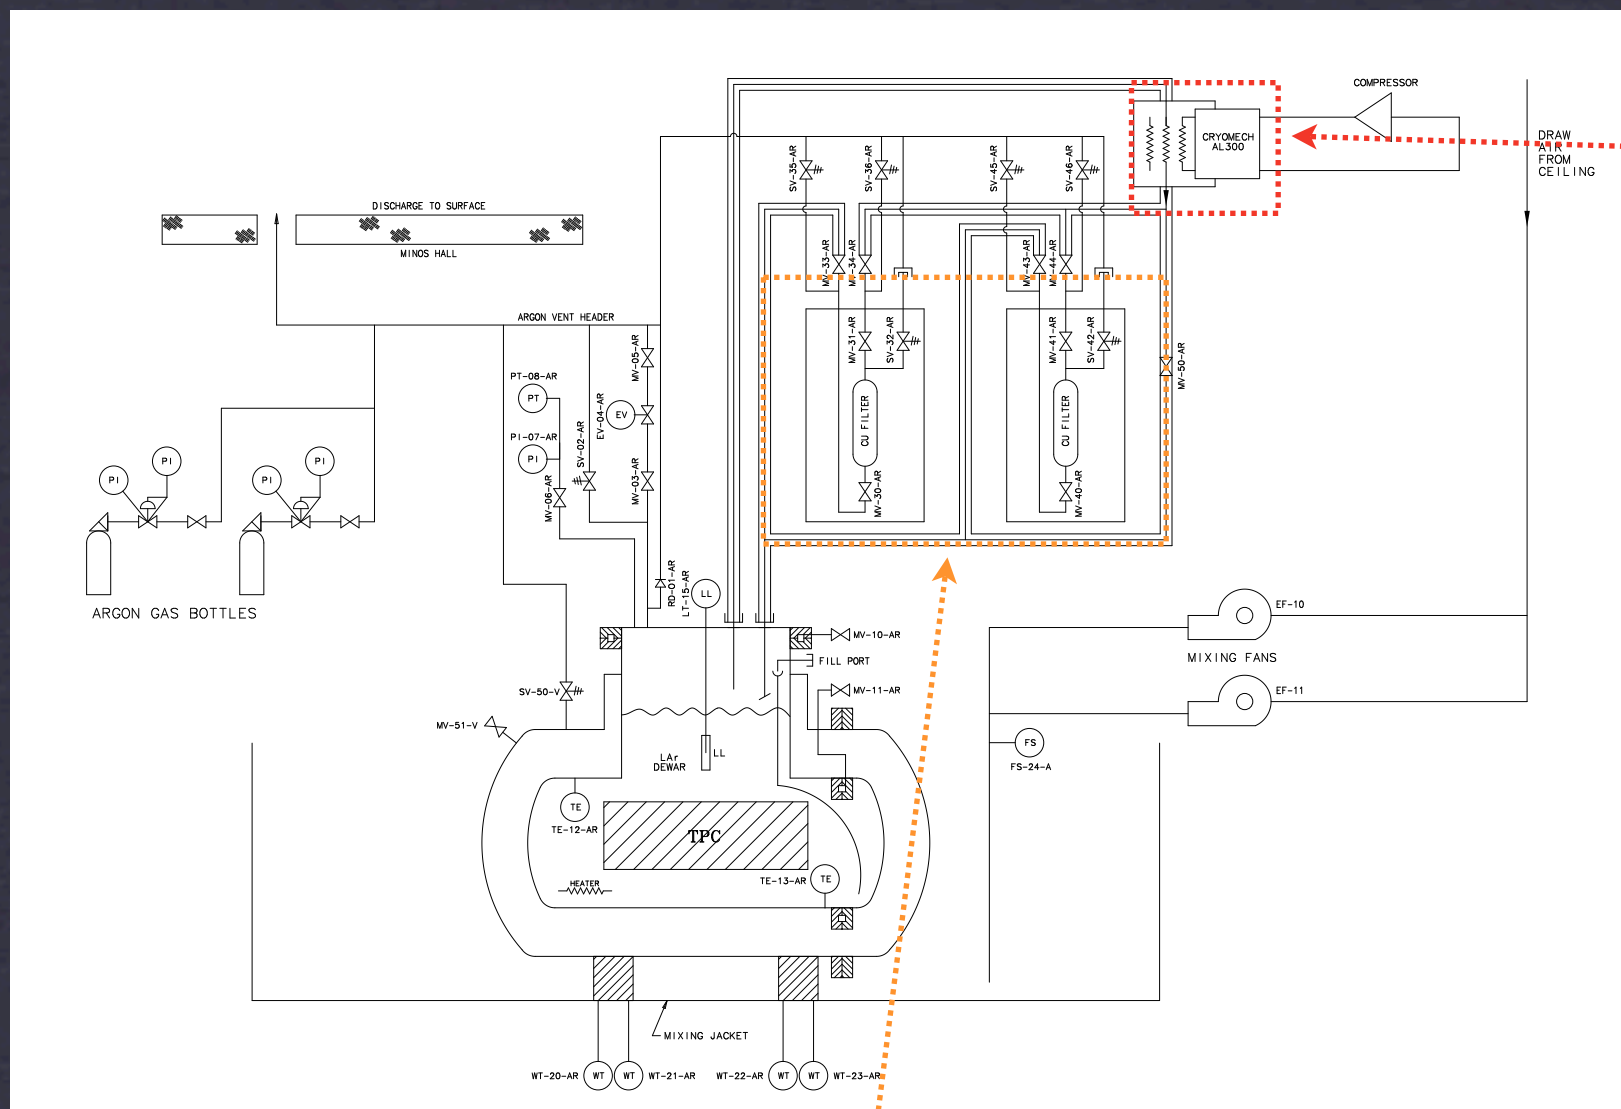 COMPRESSOR
CRYOMECH
AL300
DRAW
AIR
FROM
CEILING
SV-35-AR
SV-36-AR
SV-45-AR
SV-46-AR
DISCHARGE TO SURFACE
MINOS HALL
MV-33-AR
MV-34-AR
MV-43-AR
MV-44-AR
ARGON VENT HEADER
MV-05-AR
MV-31-AR
SV-32-AR
MV-41-AR
SV-42-AR
MV-50-AR
PT-08-AR
PT
EV-04-AR
EV
CU FILTER
CU FILTER
PI-07-AR
PI
SV-02-AR
MV-03-AR
MV-06-AR
MV-30-AR
MV-40-AR
PI
PI
PI
PI
ARGON GAS BOTTLES
RD-01-AR
LT-15-AR
LL
EF-10
MV-10-AR
MIXING FANS
FILL PORT
SV-50-V
MV-11-AR
EF-11
MV-51-V
LAr
DEWAR
LL
FS
FS-24-A
TE
TE-12-AR
TPC
TE-13-AR
TE
HEATER
MIXING JACKET
WT-20-AR
WT
WT
WT-21-AR
WT-22-AR
WT
WT
WT-23-AR